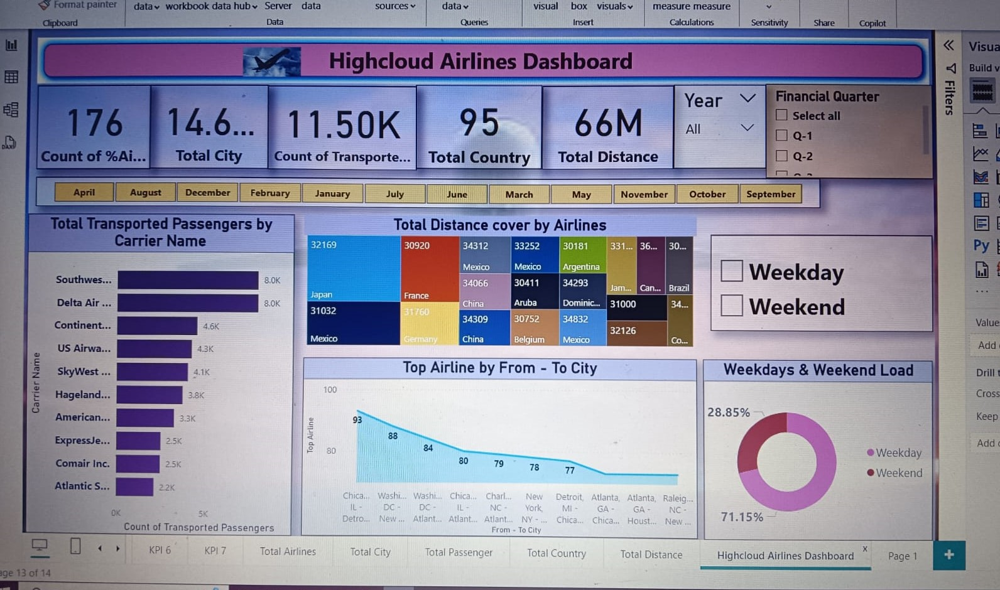 Format painter
data workbook data hub Server data sources data visual box visuals measure measure
Clipboard Data Queries Insert Calculations Sensitivity Share Copilot
Highcloud Airlines Dashboard
176
Count of %Ai...
14.6...
Total City
11.50K
Count of Transporte...
95
Total Country
66M
Total Distance
Year
All
Financial Quarter
Select all
Q-1
Q-2
April August December February January July June March May November October September
Total Transported Passengers by
Carrier Name
Carrier Name
Southwes... 8.0K
Delta Air ... 8.0K
Continent... 4.6K
US Airwa... 4.3K
SkyWest ... 4.1K
Hageland... 3.8K
American... 3.3K
ExpressJe... 2.5K
Comair Inc. 2.5K
Atlantic S... 2.2K
0K 5K
Count of Transported Passengers
Total Distance cover by Airlines
32169
Japan
31032
Mexico
30920
France
31760
Germany
34312
Mexico
34066
China
34309
China
33252
Mexico
30411
Aruba
30752
Belgium
30181
Argentina
34293
Dominic...
34832
Mexico
331...
Jam...
36...
Can...
30...
Brazil
31000
32126
34...
Co...
Weekday
Weekend
Top Airline by From - To City
Top Airline
100
80
93
88
84
80
79
78
77
Chica... Washi... Washi... Chica... Charl... New Detroit, Atlanta, Atlanta, Raleig...
IL - DC - DC - IL - NC - York, MI - GA - GA - NC -
Detro... New ... Atlant... Atlant... Atlant... NY - ... Chica... Chica... Houst... New ...
From - To City
Weekdays & Weekend Load
28.85%
71.15%
Weekday
Weekend
Filters
Visua
Build v
Py
...
Value
Add
Drill t
Cross
Keep
Add
KPI 6 KPI 7 Total Airlines Total City Total Passenger Total Country Total Distance Highcloud Airlines Dashboard x Page 1 +
age 13 of 14